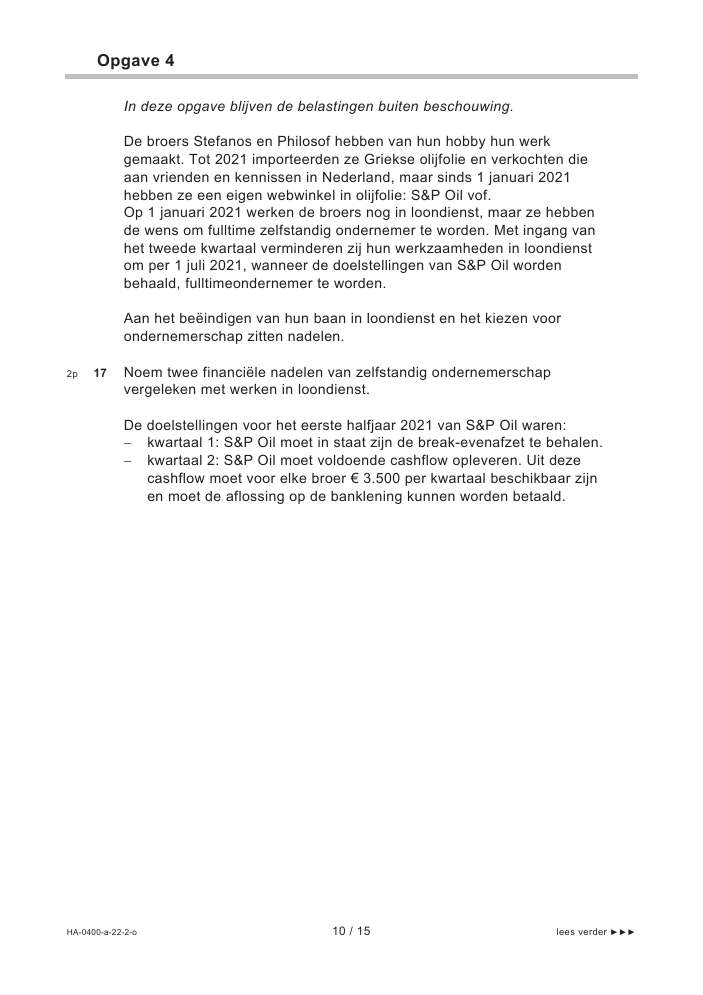 Opgave 4
In deze opgave blijven de belastingen buiten beschouwing.
De broers Stefanos en Philosof hebben van hun hobby hun werk
gemaakt. Tot 2021 importeerden ze Griekse olijfolie en verkochten die
aan vrienden en kennissen in Nederland, maar sinds 1 januari 2021
hebben ze een eigen webwinkel in olijfolie: S&P Oil vof.
Op 1 januari 2021 werken de broers nog in loondienst, maar ze hebben
de wens om fulltime zelfstandig ondernemer te worden. Met ingang van
het tweede kwartaal verminderen zij hun werkzaamheden in loondienst
om per 1 juli 2021, wanneer de doelstellingen van S&P Oil worden
behaald, fulltimeondernemer te worden.
Aan het beëindigen van hun baan in loondienst en het kiezen voor
ondernemerschap zitten nadelen.
2p 17 Noem twee financiële nadelen van zelfstandig ondernemerschap
vergeleken met werken in loondienst.
De doelstellingen voor het eerste halfjaar 2021 van S&P Oil waren:
– kwartaal 1: S&P Oil moet in staat zijn de break-evenafzet te behalen.
– kwartaal 2: S&P Oil moet voldoende cashflow opleveren. Uit deze
cashflow moet voor elke broer € 3.500 per kwartaal beschikbaar zijn
en moet de aflossing op de banklening kunnen worden betaald.
HA-0400-a-22-2-o 10 / 15 lees verder ►►►